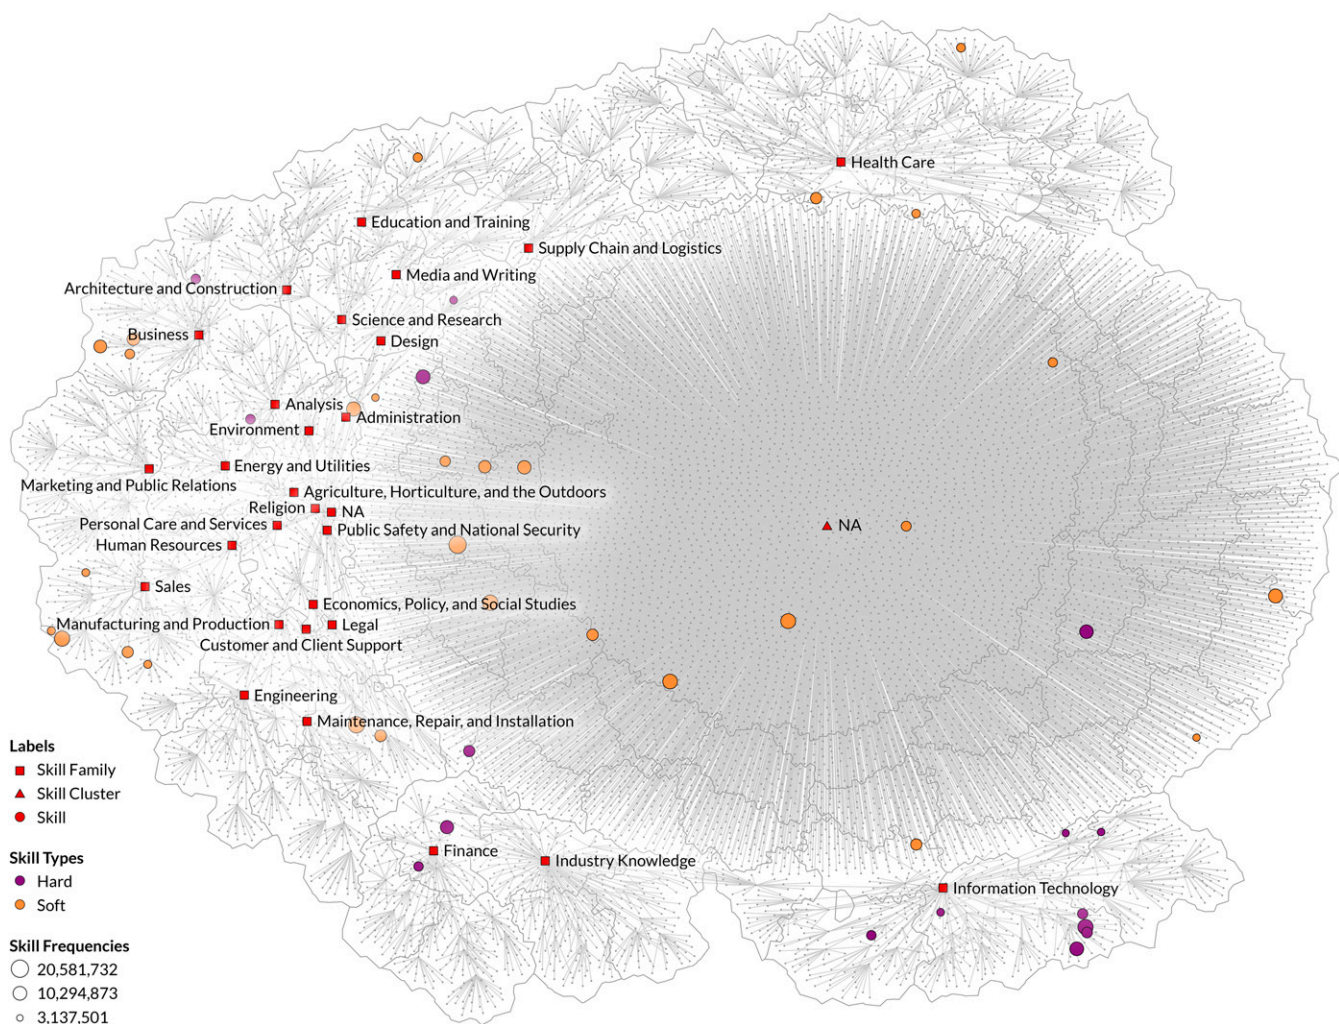 Health Care
Education and Training
Supply Chain and Logistics
Media and Writing
Architecture and Construction
Science and Research
Business
Design
Analysis
Administration
Environment
Energy and Utilities
Marketing and Public Relations
Agriculture, Horticulture, and the Outdoors
Religion
NA
Personal Care and Services
NA
Public Safety and National Security
Human Resources
Sales
Economics, Policy, and Social Studies
Manufacturing and Production
Legal
Customer and Client Support
Engineering
Maintenance, Repair, and Installation
Finance
Industry Knowledge
Information Technology
Labels
Skill Family
Skill Cluster
Skill
Skill Types
Hard
Soft
Skill Frequencies
20,581,732
10,294,873
3,137,501